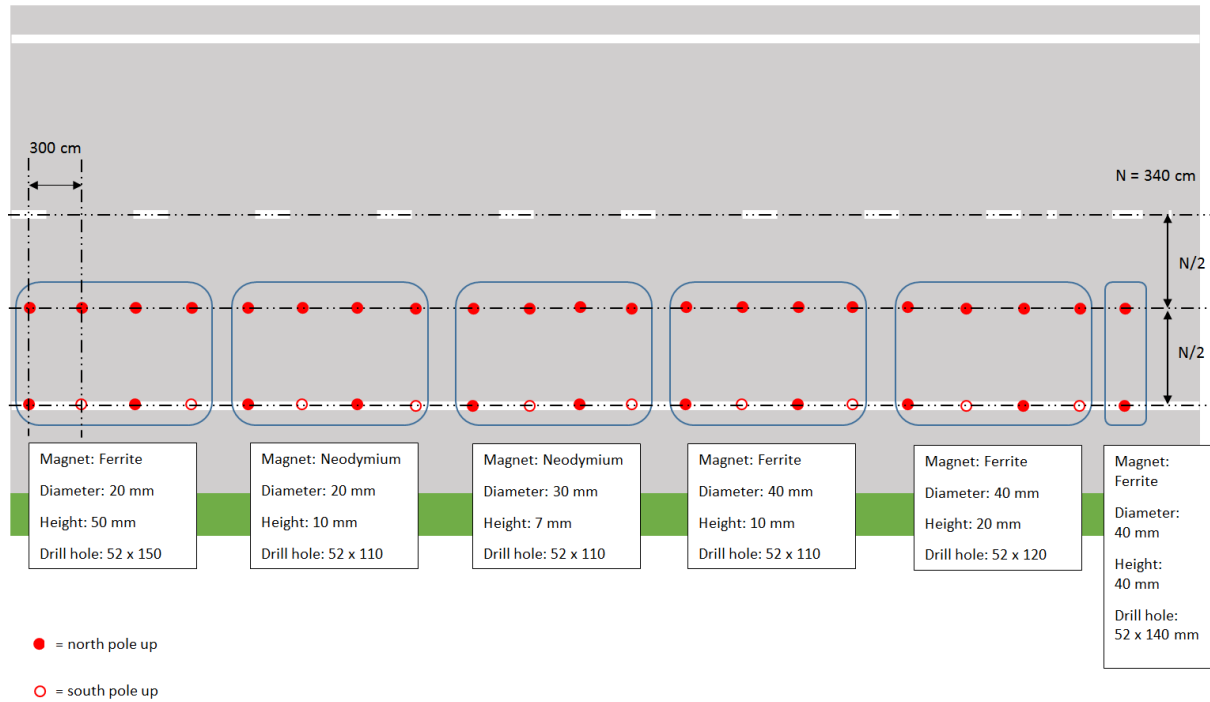 300 cm
N = 340 cm
N/2
N/2
Magnet: Ferrite
Diameter: 20 mm
Height: 50 mm
Drill hole: 52 x 150
Magnet: Neodymium
Diameter: 20 mm
Height: 10 mm
Drill hole: 52 x 110
Magnet: Neodymium
Diameter: 30 mm
Height: 7 mm
Drill hole: 52 x 110
Magnet: Ferrite
Diameter: 40 mm
Height: 10 mm
Drill hole: 52 x 110
Magnet: Ferrite
Diameter: 40 mm
Height: 20 mm
Drill hole: 52 x 120
Magnet:
Ferrite
Diameter:
40 mm
Height:
40 mm
Drill hole:
52 x 140 mm
= north pole up
= south pole up